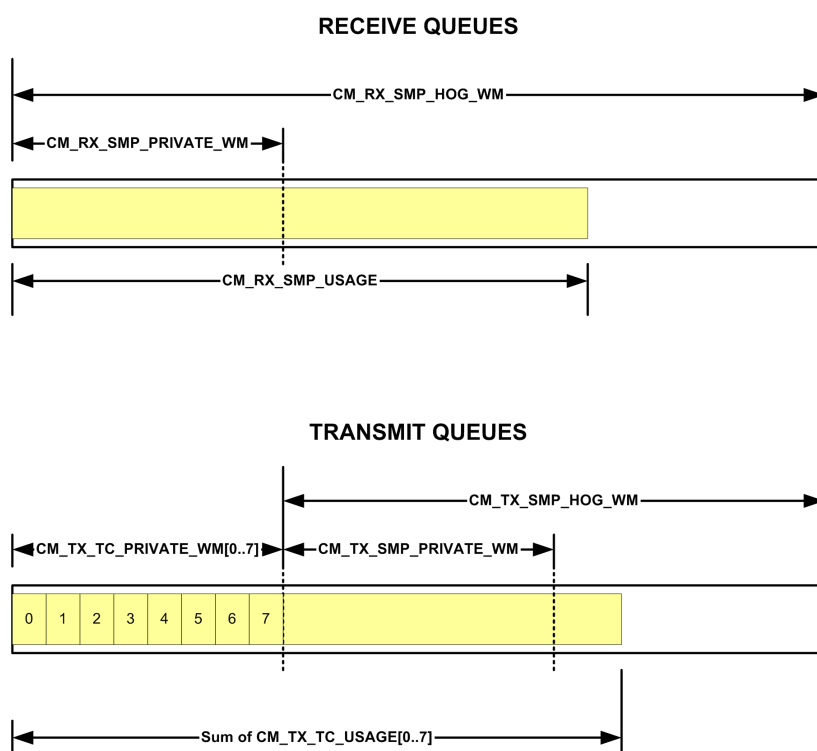 RECEIVE QUEUES
CM_RX_SMP_HOG_WM
CM_RX_SMP_PRIVATE_WM
CM_RX_SMP_USAGE
TRANSMIT QUEUES
CM_TX_SMP_HOG_WM
CM_TX_TC_PRIVATE_WM[0..7]
CM_TX_SMP_PRIVATE_WM
0 1 2 3 4 5 6 7
Sum of CM_TX_TC_USAGE[0..7]